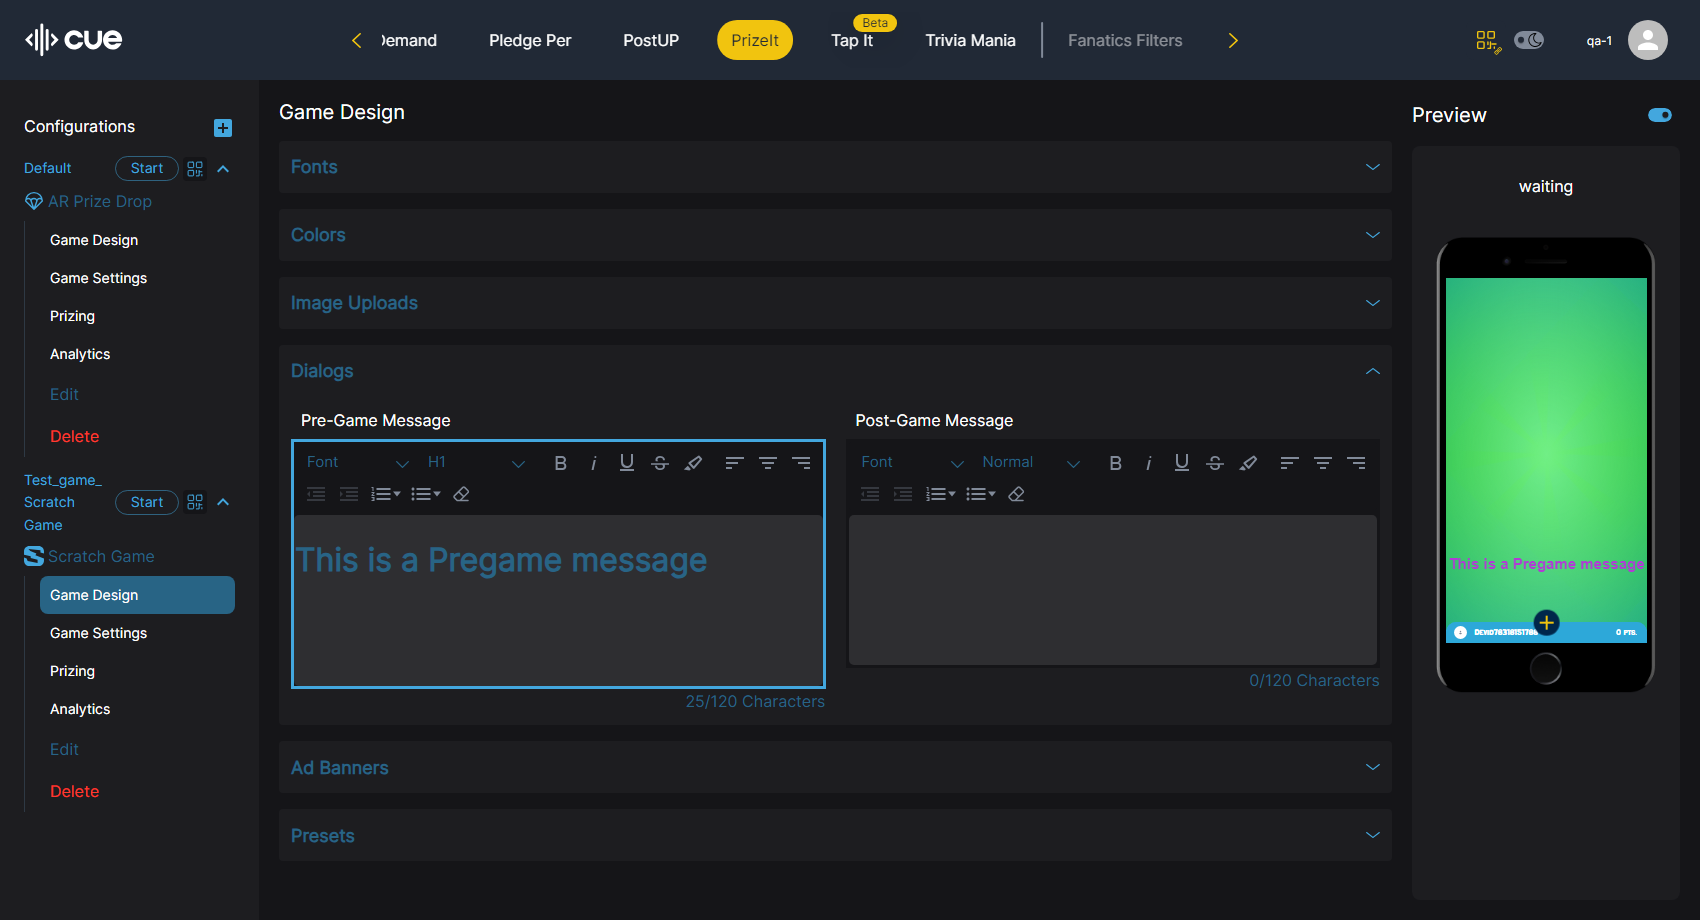 cue
Demand
Pledge Per
PostUP
PrizeIt
Beta
Tap It
Trivia Mania
Fanatics Filters
qa-1
Configurations
Default
Start
AR Prize Drop
Game Design
Game Settings
Prizing
Analytics
Edit
Delete
Test_game_
Scratch
Game
Start
Scratch Game
Game Design
Game Settings
Prizing
Analytics
Edit
Delete
Game Design
Fonts
Colors
Image Uploads
Dialogs
Pre-Game Message
Font
H1
This is a Pregame message
25/120 Characters
Post-Game Message
Font
Normal
0/120 Characters
Ad Banners
Presets
Preview
waiting
This is a Pregame message
0 PTS.